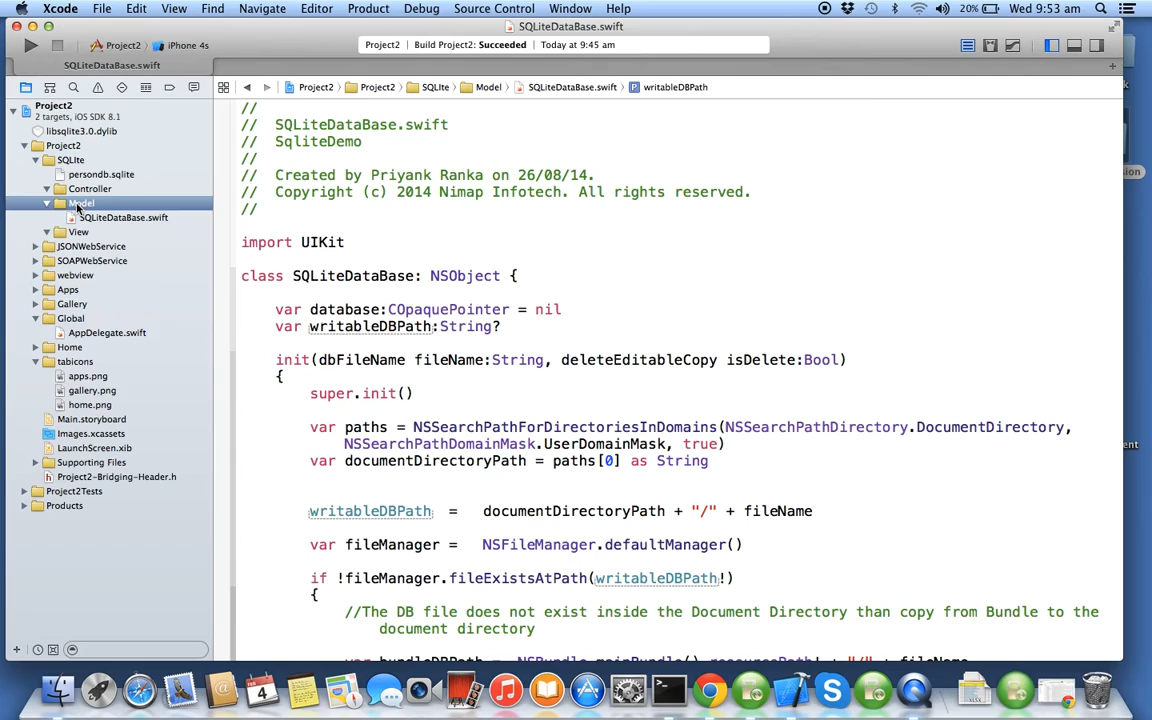 Xcode File Edit View Find Navigate Editor Product Debug Source Control Window Help 20% Wed 9:53 am
SQLiteDataBase.swift
Project2 iPhone 4s Project2 Build Project2: Succeeded Today at 9:45 am
SQLiteDataBase.swift
Project2 Project2 SQLIte Model SQLiteDataBase.swift P writableDBPath
Project2
2 targets, iOS SDK 8.1
libsqlite3.0.dylib
Project2
SQLIte
persondb.sqlite
Controller
Model
SQLiteDataBase.swift
View
JSONWebService
SOAPWebService
webview
Apps
Gallery
Global
AppDelegate.swift
Home
tabicons
apps.png
gallery.png
home.png
Main.storyboard
Images.xcassets
LaunchScreen.xib
Supporting Files
Project2-Bridging-Header.h
Project2Tests
Products
//
// SQLiteDataBase.swift
// SqliteDemo
//
// Created by Priyank Ranka on 26/08/14.
// Copyright (c) 2014 Nimap Infotech. All rights reserved.
//
import UIKit
class SQLiteDataBase: NSObject {
var database:COpaquePointer = nil
var writableDBPath:String?
init(dbFileName fileName:String, deleteEditableCopy isDelete:Bool)
{
super.init()
var paths = NSSearchPathForDirectoriesInDomains(NSSearchPathDirectory.DocumentDirectory,
NSSearchPathDomainMask.UserDomainMask, true)
var documentDirectoryPath = paths[0] as String
writableDBPath = documentDirectoryPath + "/" + fileName
var fileManager = NSFileManager.defaultManager()
if !fileManager.fileExistsAtPath(writableDBPath!)
{
//The DB file does not exist inside the Document Directory than copy from Bundle to the
document directory
var bundleDBPath = NSBundle.mainBundle().resourcePath! + "/" + fileName